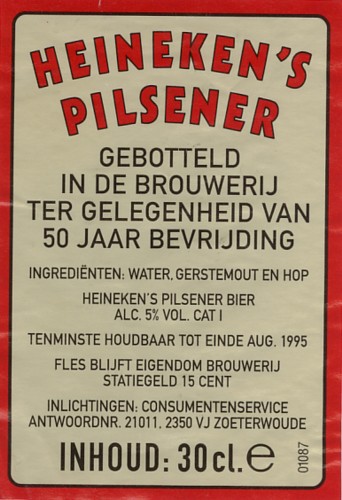 HEINEKEN'S
PILSENER
GEBOTTELD
IN DE BROUWERIJ
TER GELEGENHEID VAN
50 JAAR BEVRIJDING
INGREDIËNTEN: WATER, GERSTEMOUT EN HOP
HEINEKEN'S PILSENER BIER
ALC. 5% VOL. CAT I
TENMINSTE HOUDBAAR TOT EINDE AUG. 1995
FLES BLIJFT EIGENDOM BROUWERIJ
STATIEGELD 15 CENT
INLICHTINGEN: CONSUMENTENSERVICE
ANTWOORDNR. 21011, 2350 VJ ZOETERWOUDE
INHOUD: 30 cl. ℮
01087